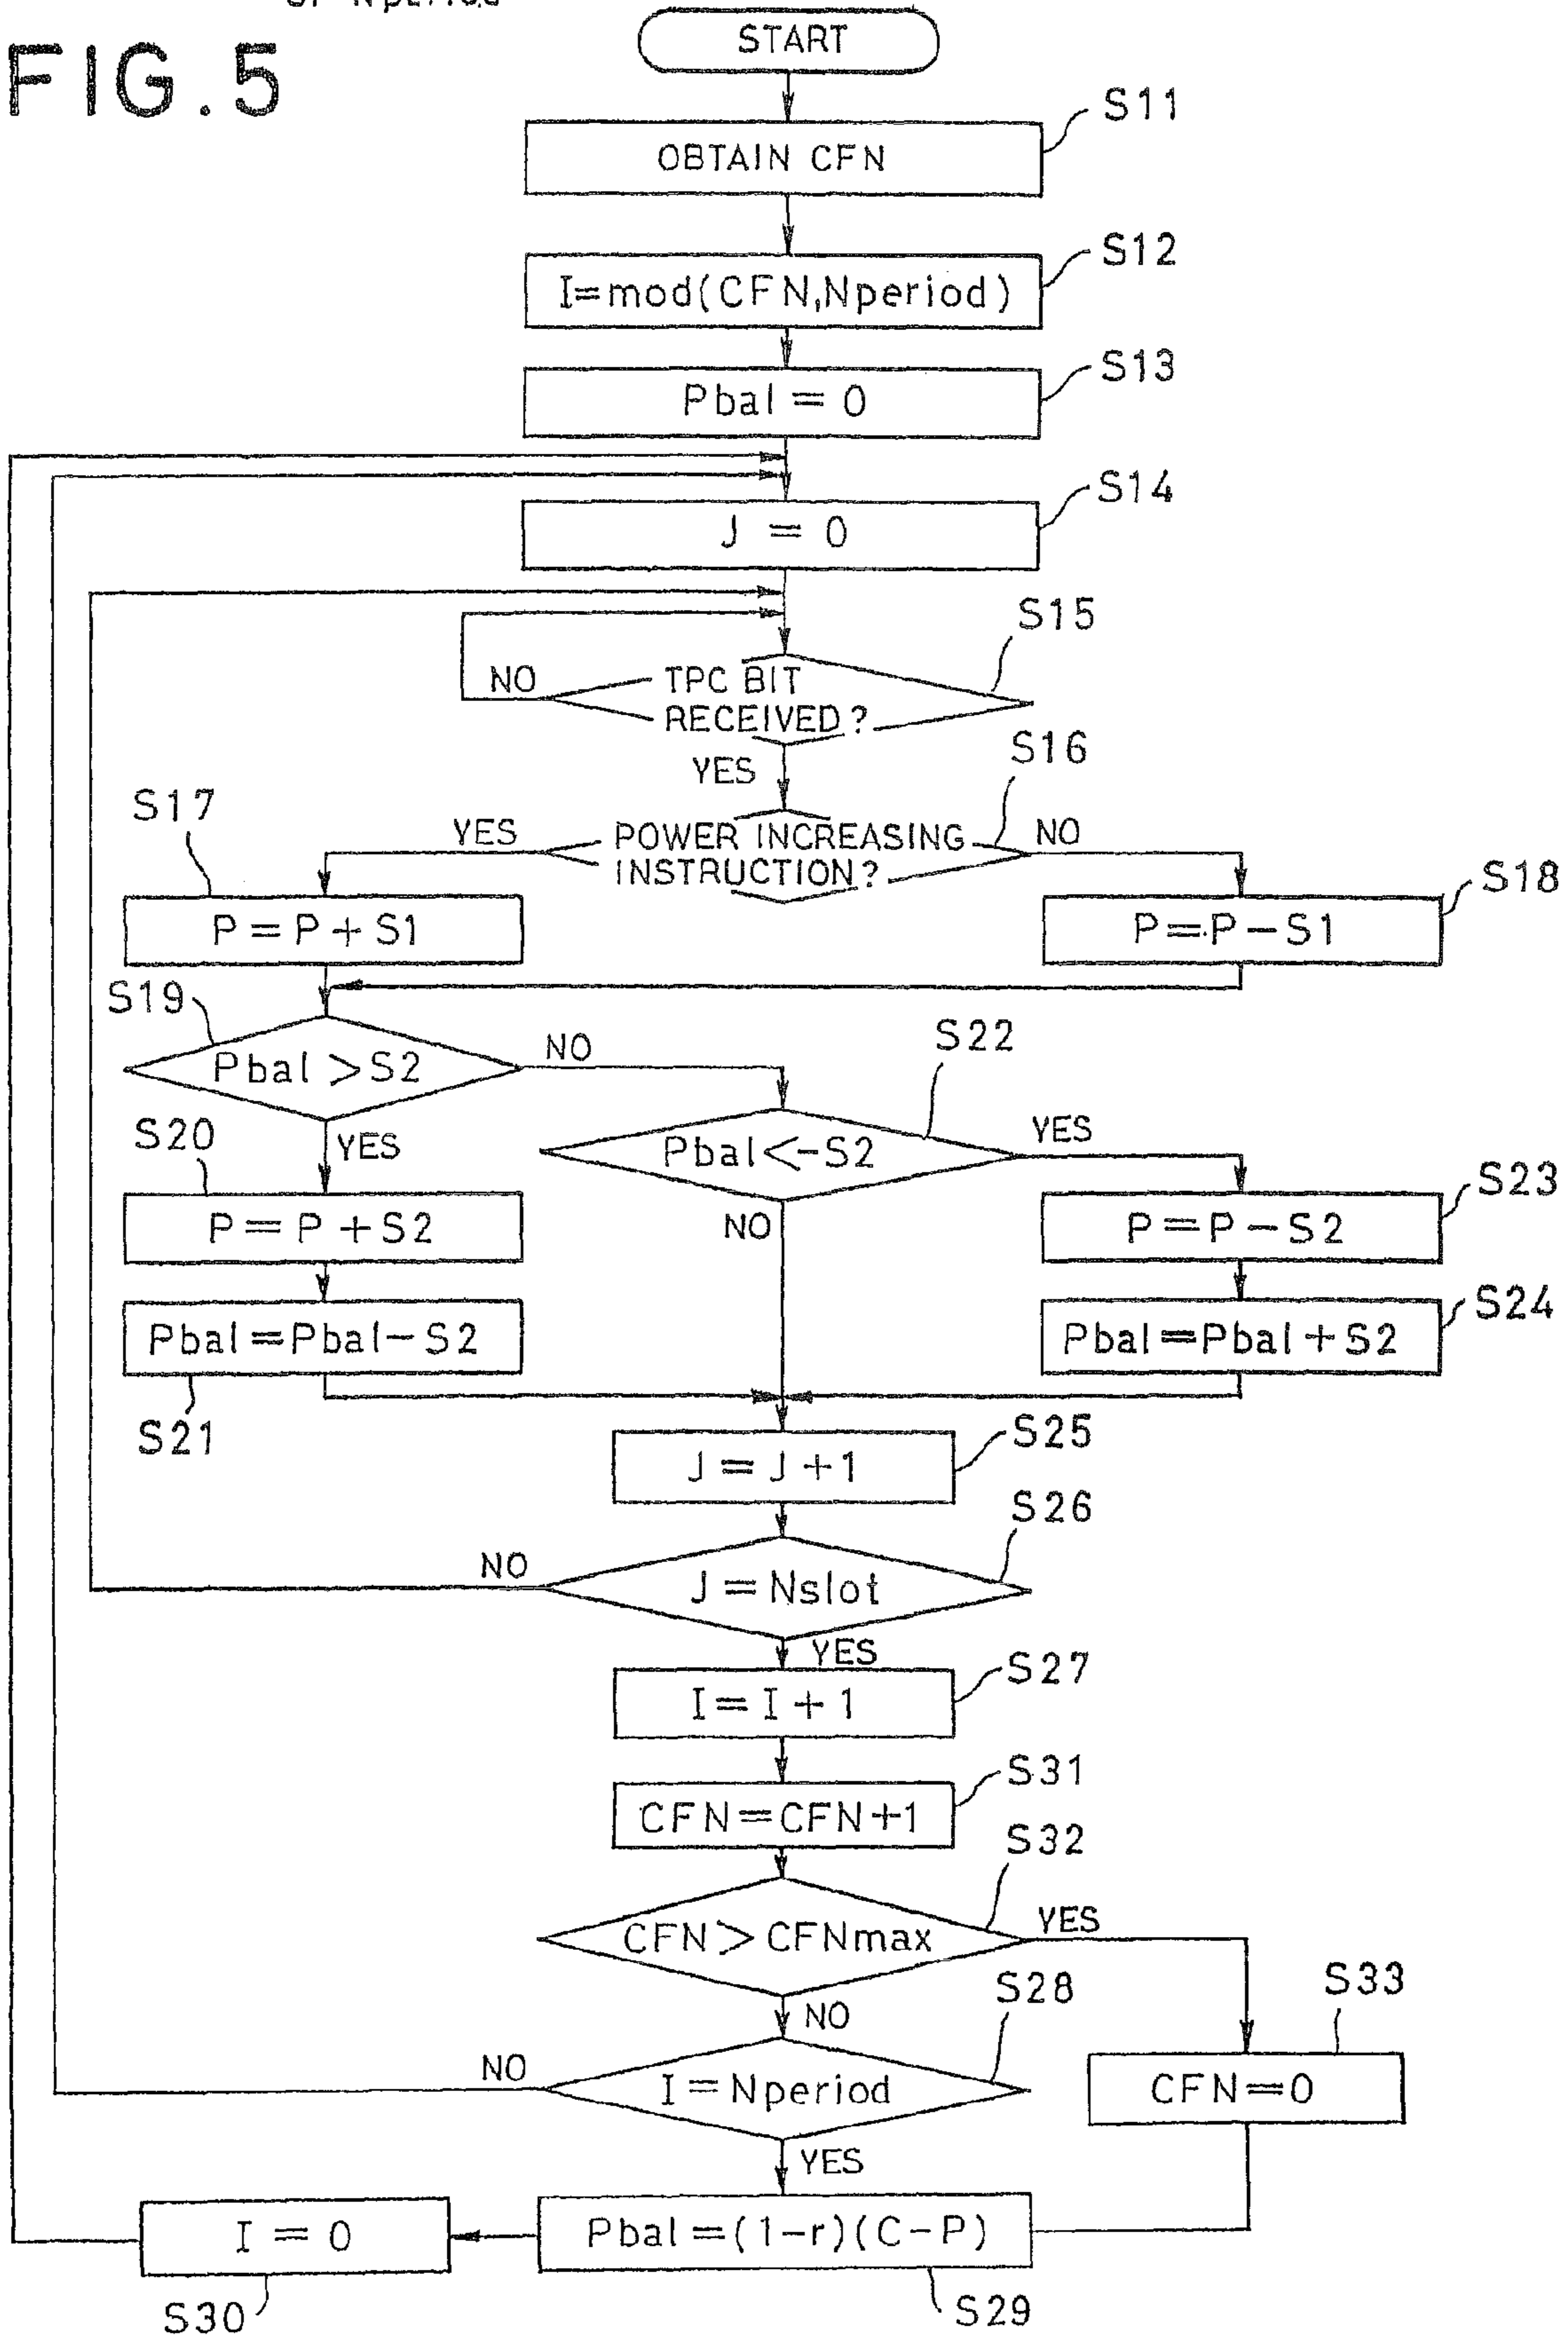 FIG.5
START
S11
OBTAIN CFN
S12
I=mod(CFN,Nperiod)
S13
Pbal = 0
S14
J = 0
S15
NO
TPC BIT
RECEIVED?
YES
S16
S17
YES
POWER INCREASING
INSTRUCTION?
NO
S18
P=P+S1
P=P-S1
S19
Pbal>S2
NO
S22
S20
YES
Pbal<-S2
YES
S23
P=P+S2
NO
P=P-S2
S24
Pbal=Pbal-S2
Pbal=Pbal+S2
S21
S25
J=J+1
S26
NO
J=Nslot
YES
S27
I=I+1
S31
CFN=CFN+1
S32
CFN>CFNmax
YES
S33
NO
S28
NO
I=Nperiod
CFN=0
YES
I=0
Pbal=(1-r)(C-P)
S30
S29